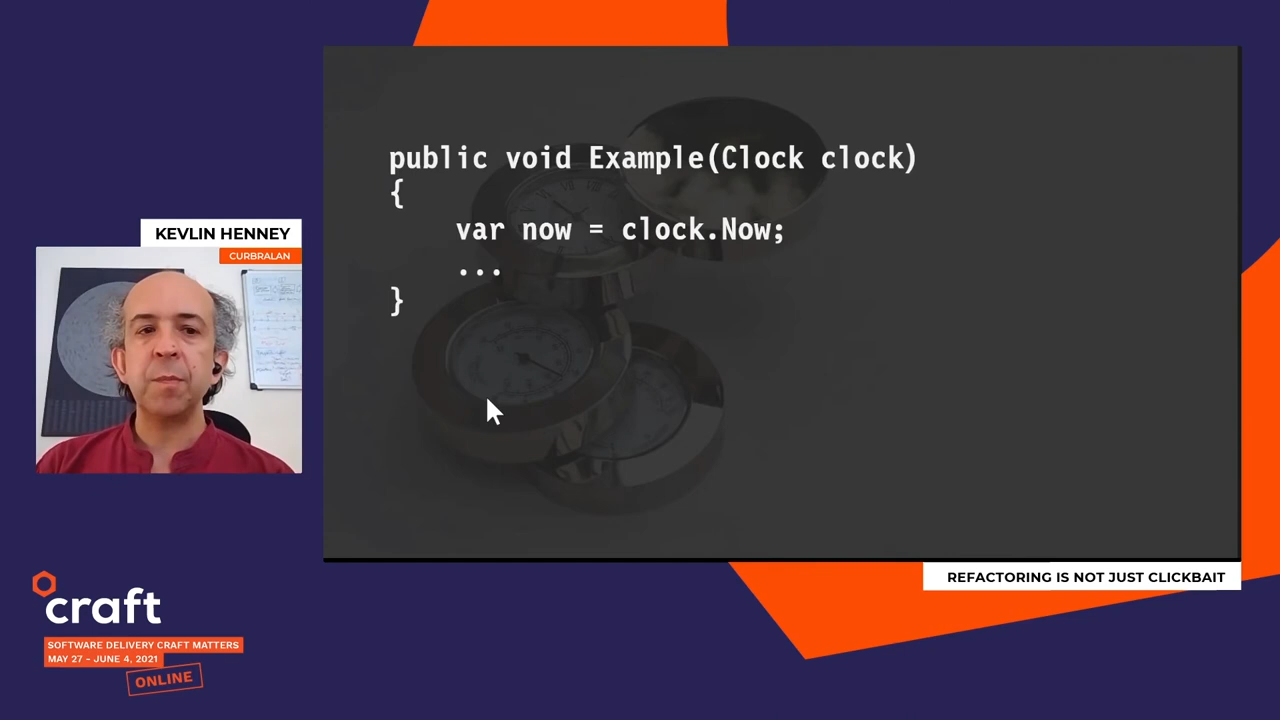 public void Example(Clock clock)
{
var now = clock.Now;
...
}
KEVLIN HENNEY
CURBRALAN
REFACTORING IS NOT JUST CLICKBAIT
craft
SOFTWARE DELIVERY CRAFT MATTERS
MAY 27 - JUNE 4, 2021
ONLINE